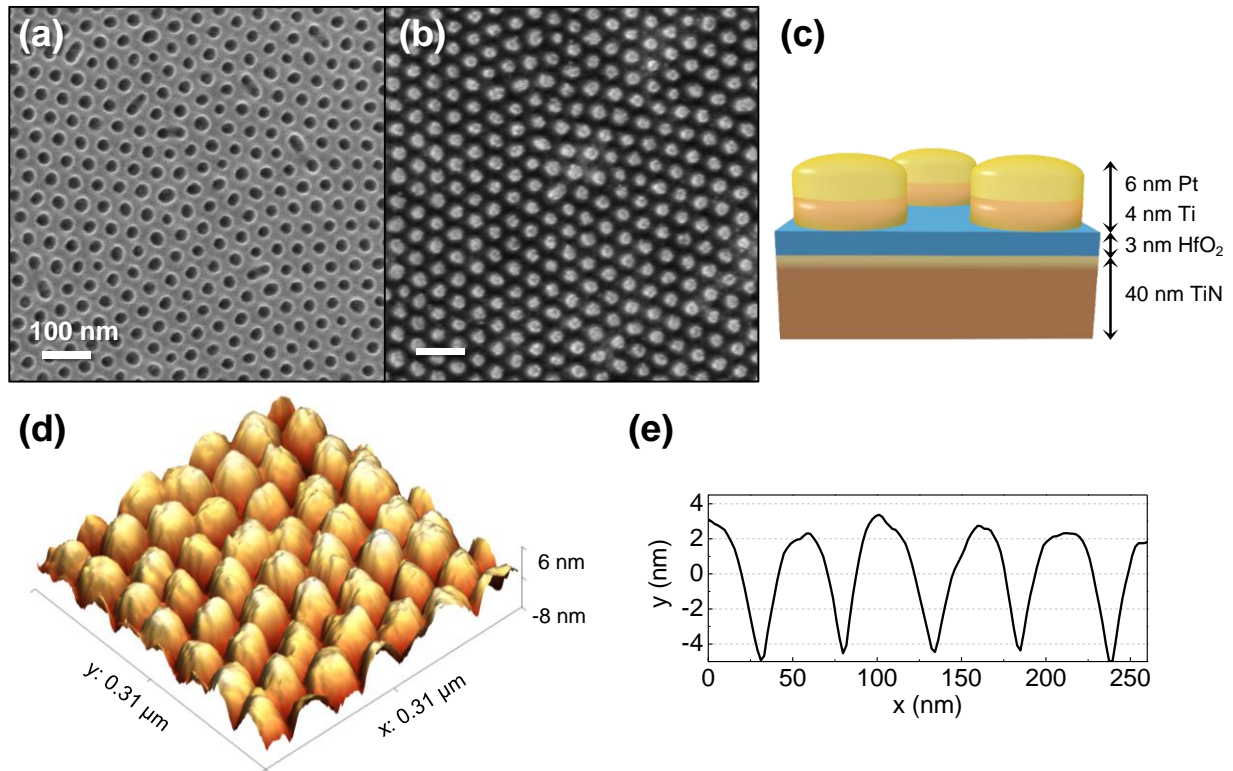 (a)
(b)
(c)
100 nm
6 nm Pt
4 nm Ti
3 nm HfO₂
40 nm TiN
(d)
6 nm
-8 nm
y: 0.31 µm
x: 0.31 µm
(e)
4
2
0
-2
-4
y (nm)
0 50 100 150 200 250
x (nm)